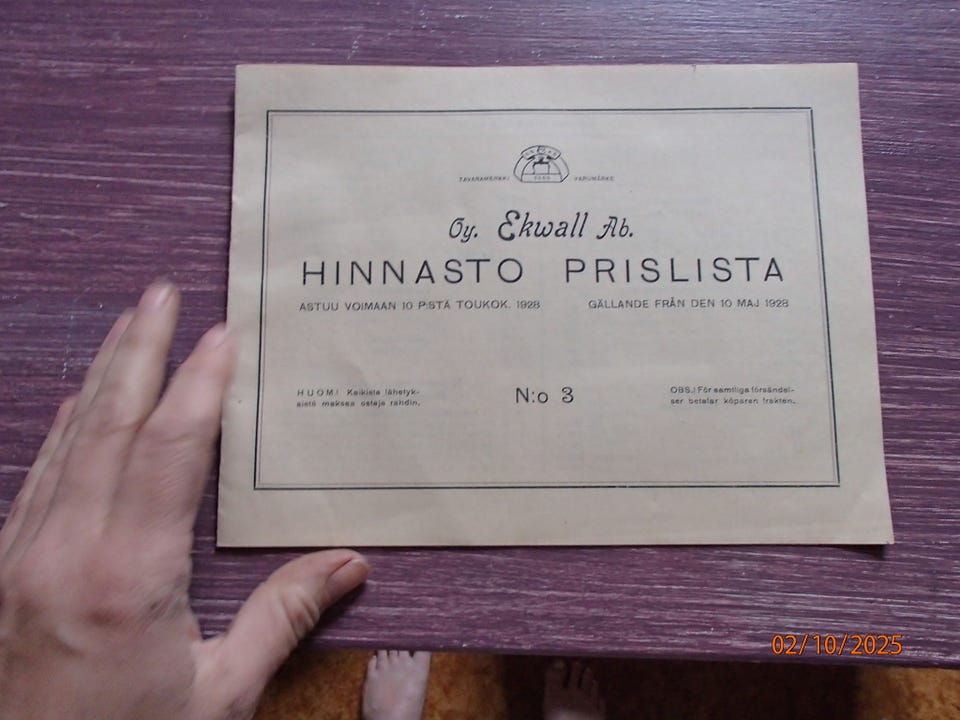 TAVARAMERKKI VARUMÄRKE
Oy. Ekwall Ab.
HINNASTO PRISLISTA
ASTUU VOIMAAN 10 P:STÄ TOUKOK. 1928 GÄLLANDE FRÅN DEN 10 MAJ 1928
HUOM.! Kaikista lähetyk-
sistä maksaa ostaja rahdin.
N:o 3
OBS.! För samtliga försändel-
ser betalar köparen frakten.
02/10/2025